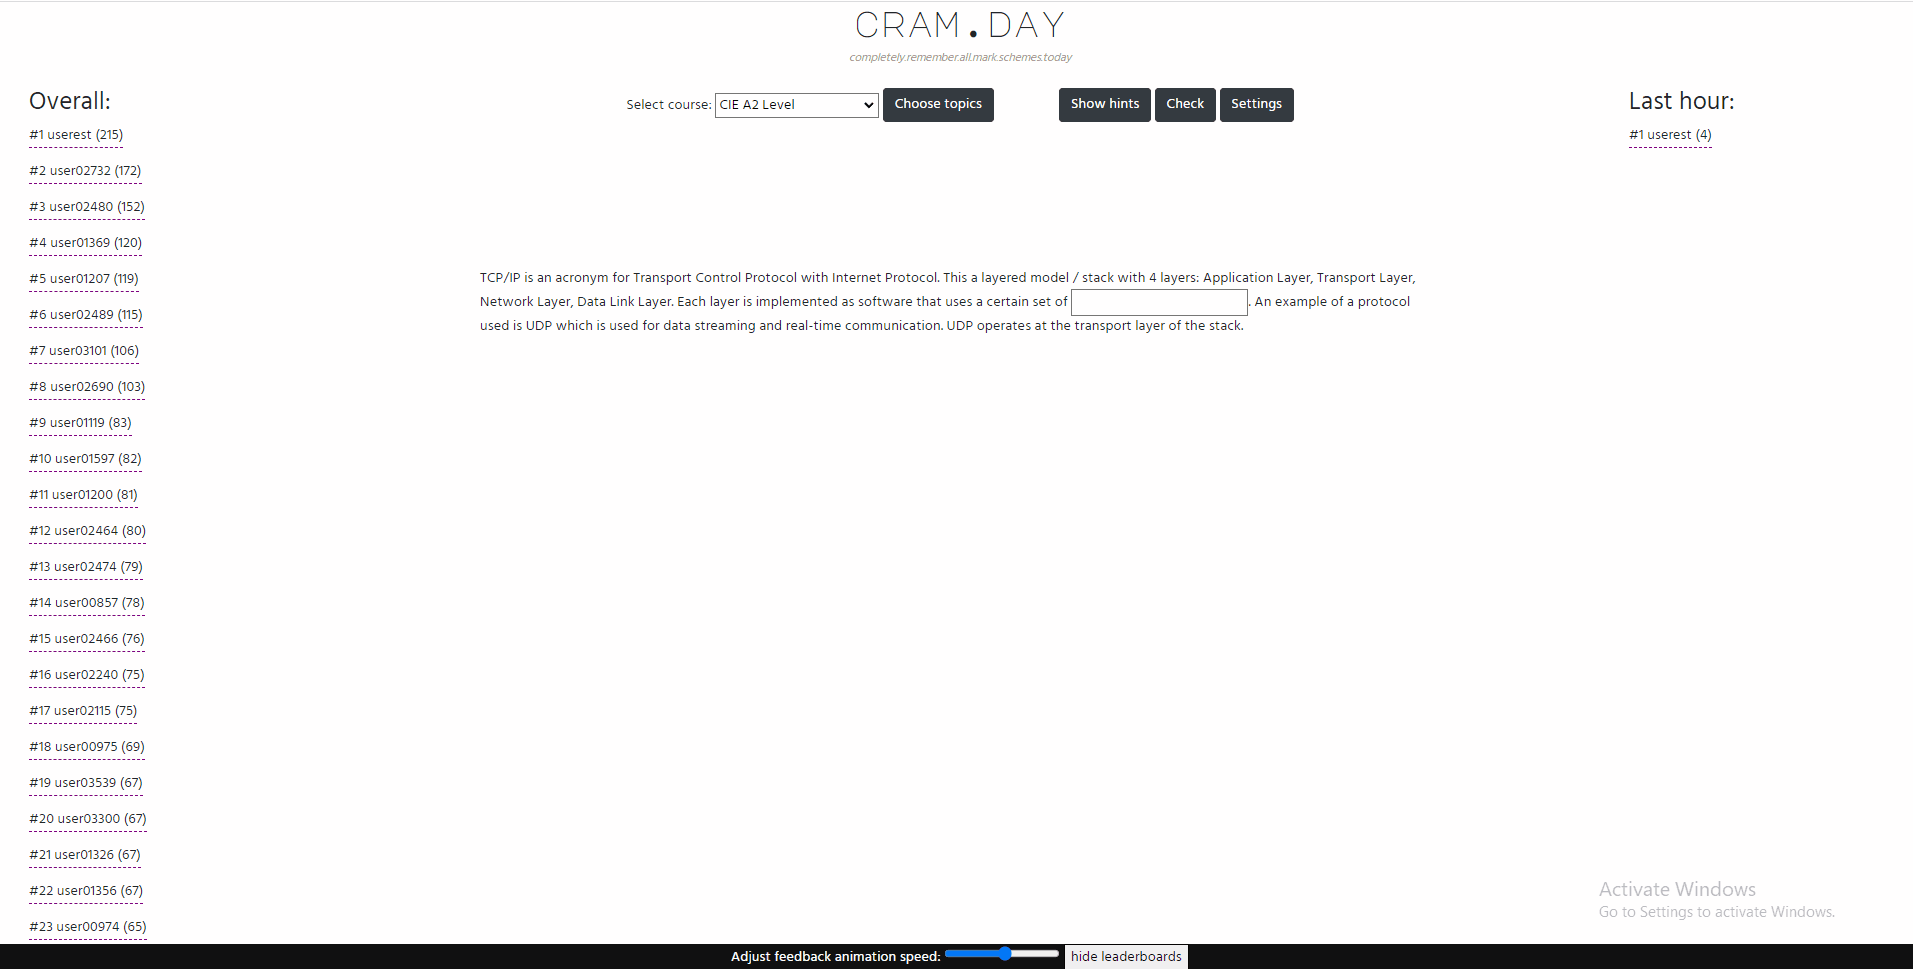 CRAM.DAY
completely.remember.all.mark.schemes.today
Overall:
#1 userest (215)
#2 user02732 (172)
#3 user02480 (152)
#4 user01369 (120)
#5 user01207 (119)
#6 user02489 (115)
#7 user03101 (106)
#8 user02690 (103)
#9 user01119 (83)
#10 user01597 (82)
#11 user01200 (81)
#12 user02464 (80)
#13 user02474 (79)
#14 user00857 (78)
#15 user02466 (76)
#16 user02240 (75)
#17 user02115 (75)
#18 user00975 (69)
#19 user03539 (67)
#20 user03300 (67)
#21 user01326 (67)
#22 user01356 (67)
#23 user00974 (65)
Select course: CIE A2 Level Choose topics Show hints Check Settings
TCP/IP is an acronym for Transport Control Protocol with Internet Protocol. This a layered model / stack with 4 layers: Application Layer, Transport Layer,
Network Layer, Data Link Layer. Each layer is implemented as software that uses a certain set of . An example of a protocol
used is UDP which is used for data streaming and real-time communication. UDP operates at the transport layer of the stack.
Last hour:
#1 userest (4)
Activate Windows
Go to Settings to activate Windows.
Adjust feedback animation speed: hide leaderboards